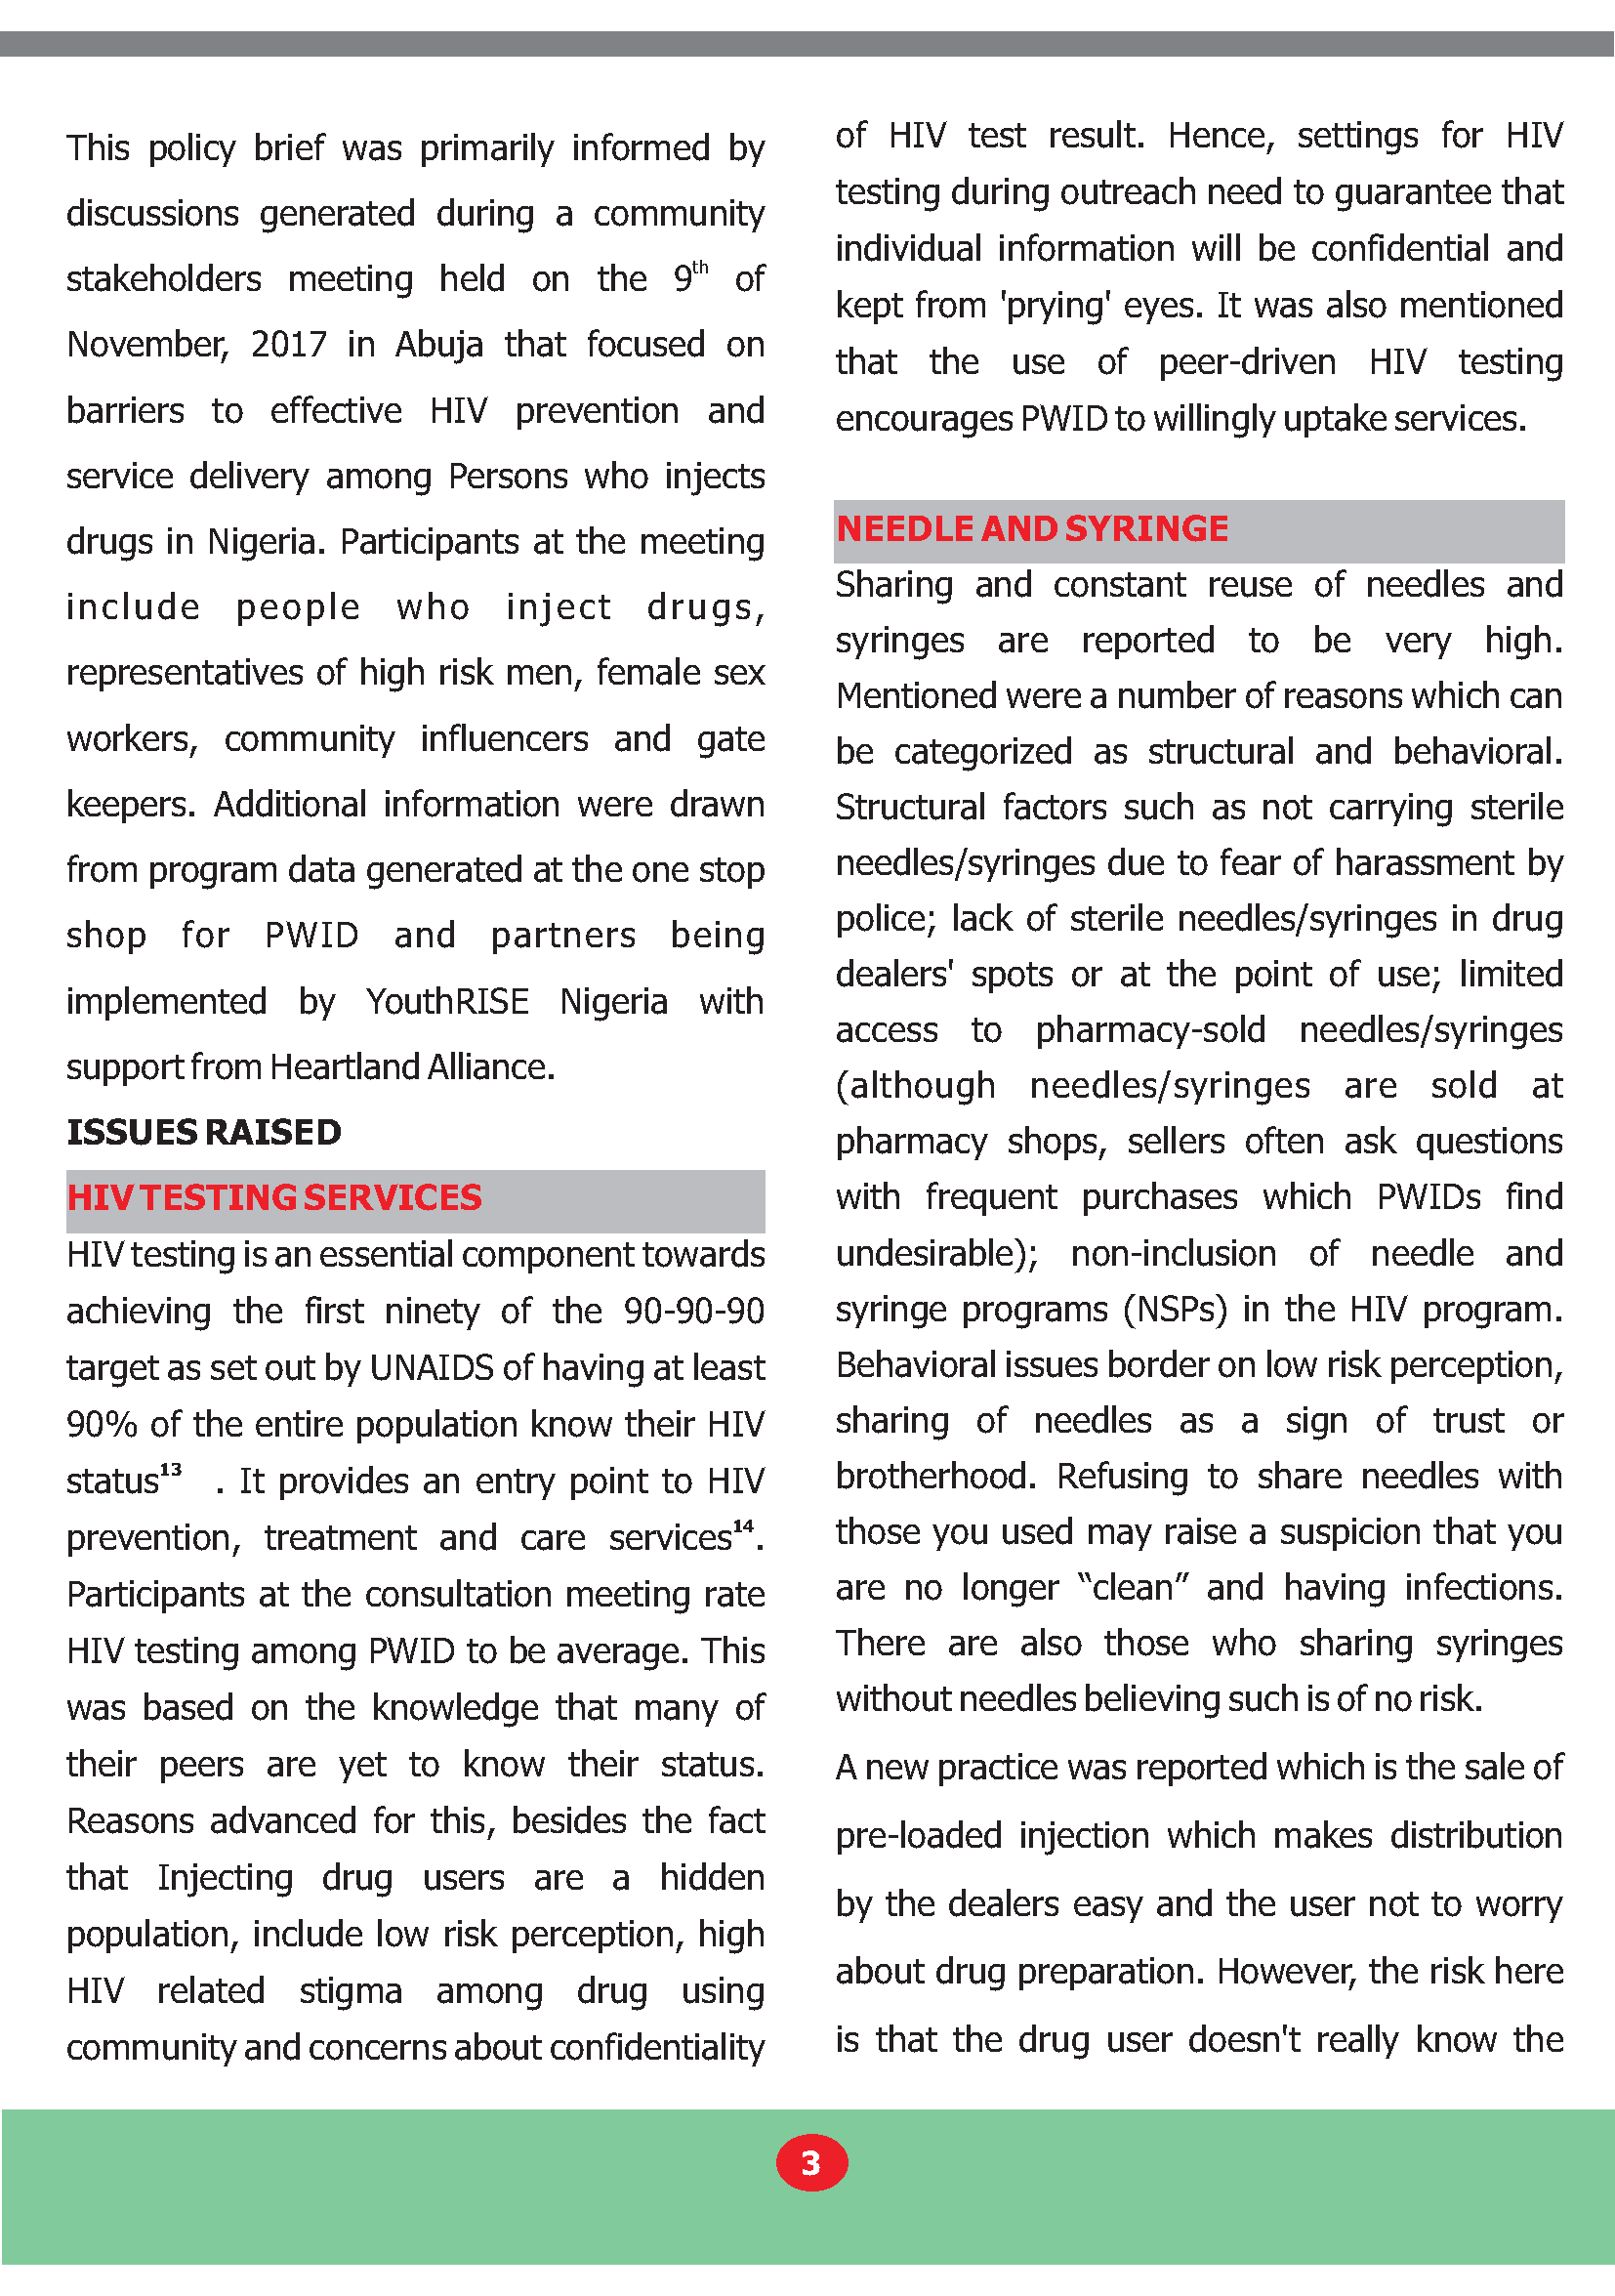 This policy brief was primarily informed by
discussions generated during a community
stakeholders meeting held on the 9th of
November, 2017 in Abuja that focused on
barriers to effective HIV prevention and
service delivery among Persons who injects
drugs in Nigeria. Participants at the meeting
include people who inject drugs,
representatives of high risk men, female sex
workers, community influencers and gate
keepers. Additional information were drawn
from program data generated at the one stop
shop for PWID and partners being
implemented by YouthRISE Nigeria with
support from Heartland Alliance.
ISSUES RAISED
HIV TESTING SERVICES
HIV testing is an essential component towards
achieving the first ninety of the 90-90-90
target as set out by UNAIDS of having at least
90% of the entire population know their HIV
status13 . It provides an entry point to HIV
prevention, treatment and care services14.
Participants at the consultation meeting rate
HIV testing among PWID to be average. This
was based on the knowledge that many of
their peers are yet to know their status.
Reasons advanced for this, besides the fact
that Injecting drug users are a hidden
population, include low risk perception, high
HIV related stigma among drug using
community and concerns about confidentiality
of HIV test result. Hence, settings for HIV
testing during outreach need to guarantee that
individual information will be confidential and
kept from 'prying' eyes. It was also mentioned
that the use of peer-driven HIV testing
encourages PWID to willingly uptake services.
NEEDLE AND SYRINGE
Sharing and constant reuse of needles and
syringes are reported to be very high.
Mentioned were a number of reasons which can
be categorized as structural and behavioral.
Structural factors such as not carrying sterile
needles/syringes due to fear of harassment by
police; lack of sterile needles/syringes in drug
dealers' spots or at the point of use; limited
access to pharmacy-sold needles/syringes
(although needles/syringes are sold at
pharmacy shops, sellers often ask questions
with frequent purchases which PWIDs find
undesirable); non-inclusion of needle and
syringe programs (NSPs) in the HIV program.
Behavioral issues border on low risk perception,
sharing of needles as a sign of trust or
brotherhood. Refusing to share needles with
those you used may raise a suspicion that you
are no longer “clean” and having infections.
There are also those who sharing syringes
without needles believing such is of no risk.
A new practice was reported which is the sale of
pre-loaded injection which makes distribution
by the dealers easy and the user not to worry
about drug preparation. However, the risk here
is that the drug user doesn't really know the
3